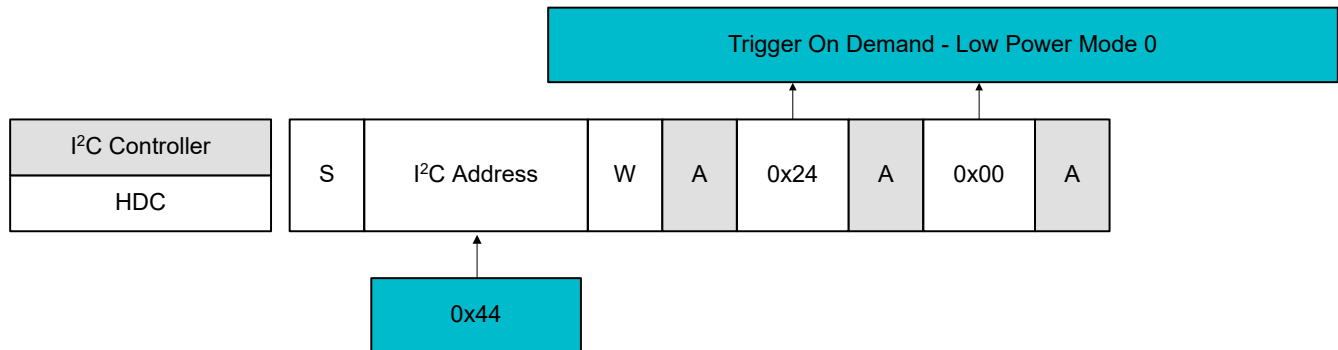 Trigger On Demand - Low Power Mode 0
I²C Controller
HDC
S
I²C Address
W
A
0x24
A
0x00
A
0x44